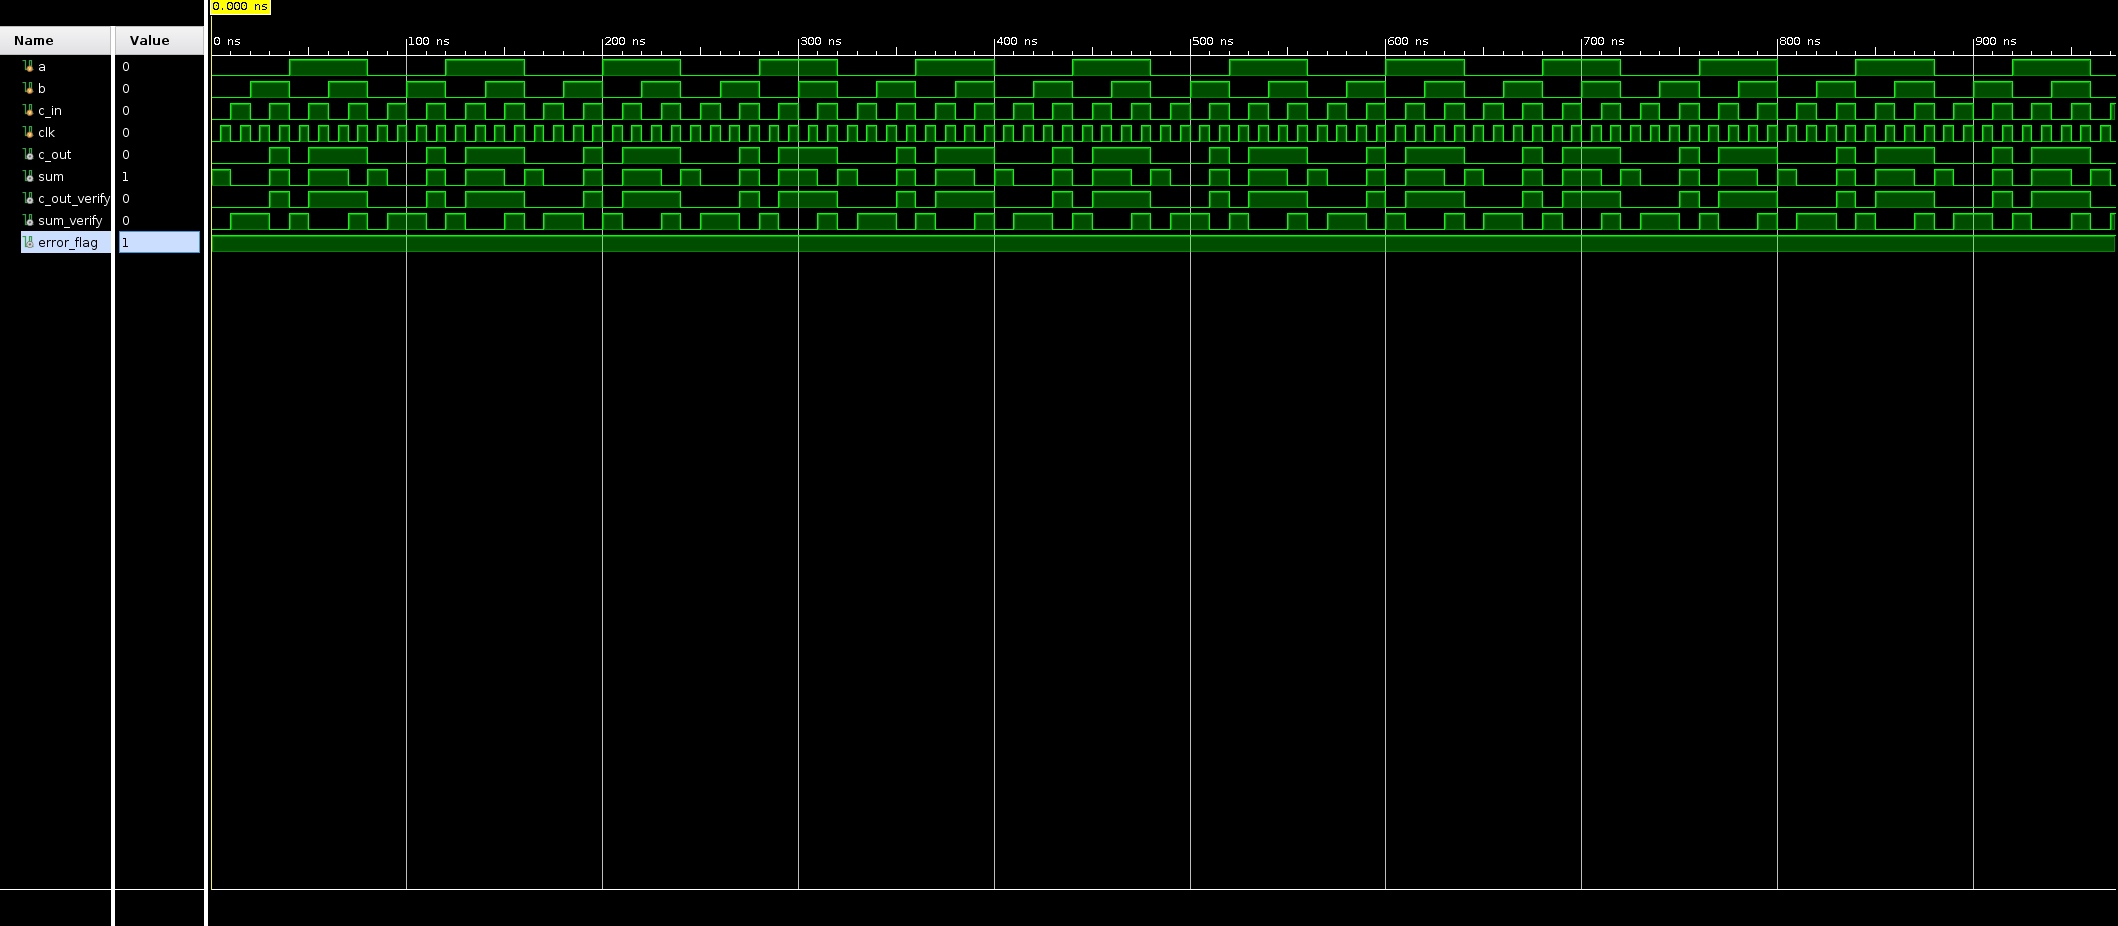 0.000 ns
Name Value
0 ns 100 ns 200 ns 300 ns 400 ns 500 ns 600 ns 700 ns 800 ns 900 ns
a 0
b 0
c_in 0
clk 0
c_out 0
sum 1
c_out_verify 0
sum_verify 0
error_flag 1